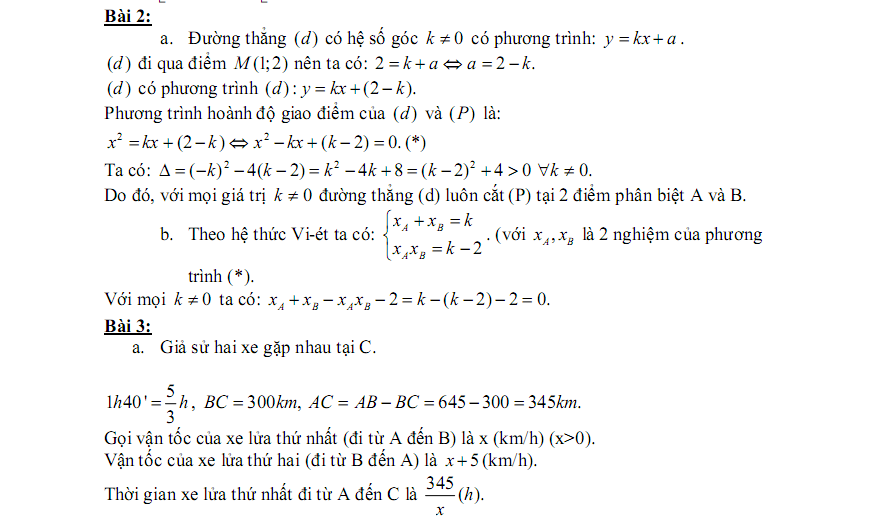 Bài 2:
a. Đường thẳng (d) có hệ số góc k ≠ 0 có phương trình: y = kx + a.
(d) đi qua điểm M(1;2) nên ta có: 2 = k + a ⇔ a = 2 − k.
(d) có phương trình (d): y = kx + (2 − k).
Phương trình hoành độ giao điểm của (d) và (P) là:
x² = kx + (2 − k) ⇔ x² − kx + (k − 2) = 0. (*)
Ta có: Δ = (−k)² − 4(k − 2) = k² − 4k + 8 = (k − 2)² + 4 > 0 ∀k ≠ 0.
Do đó, với mọi giá trị k ≠ 0 đường thẳng (d) luôn cắt (P) tại 2 điểm phân biệt A và B.
b. Theo hệ thức Vi-ét ta có: { x_A + x_B = k ; x_A x_B = k − 2 . (với x_A, x_B là 2 nghiệm của phương
trình (*).
Với mọi k ≠ 0 ta có: x_A + x_B − x_A x_B − 2 = k − (k − 2) − 2 = 0.
Bài 3:
a. Giả sử hai xe gặp nhau tại C.
1h40' = 5/3 h, BC = 300km, AC = AB − BC = 645 − 300 = 345km.
Gọi vận tốc của xe lửa thứ nhất (đi từ A đến B) là x (km/h) (x>0).
Vận tốc của xe lửa thứ hai (đi từ B đến A) là x + 5 (km/h).
Thời gian xe lửa thứ nhất đi từ A đến C là 345/x (h).